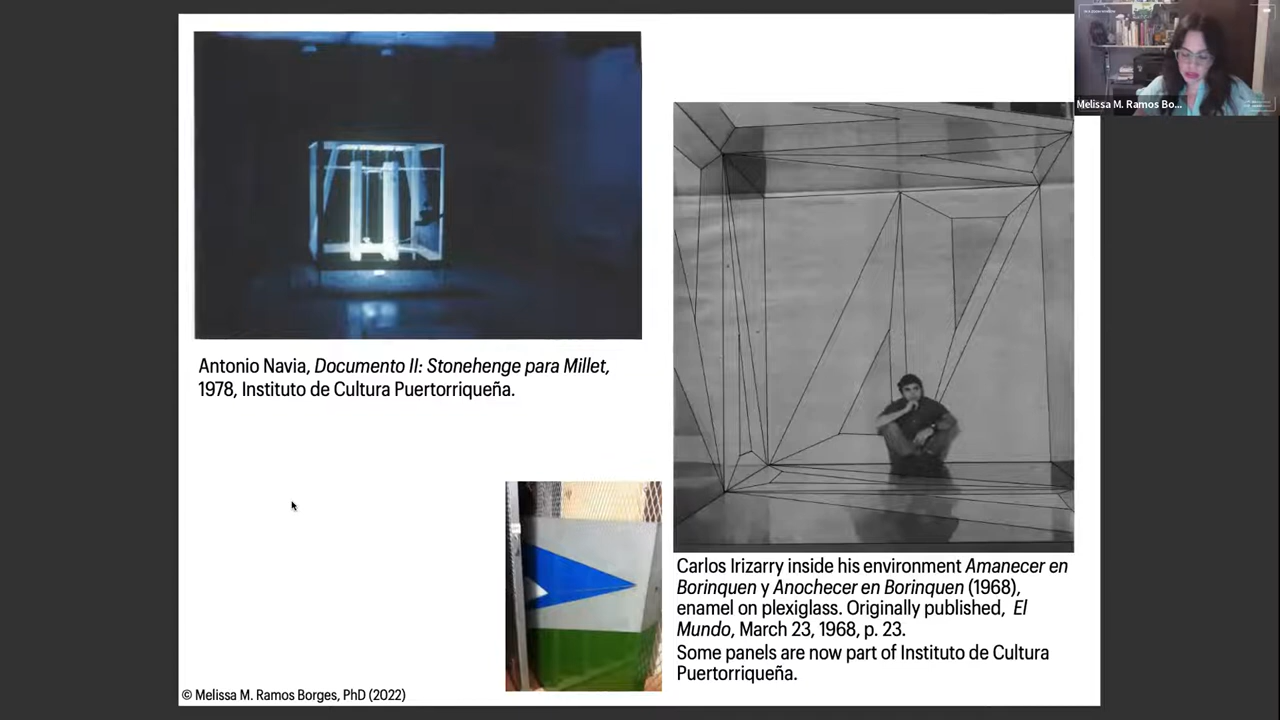 Melissa M. Ramos Bo...
Antonio Navia, Documento II: Stonehenge para Millet,
1978, Instituto de Cultura Puertorriqueña.
Carlos Irizarry inside his environment Amanecer en
Borinquen y Anochecer en Borinquen (1968),
enamel on plexiglass. Originally published, El
Mundo, March 23, 1968, p. 23.
Some panels are now part of Instituto de Cultura
Puertorriqueña.
© Melissa M. Ramos Borges, PhD (2022)